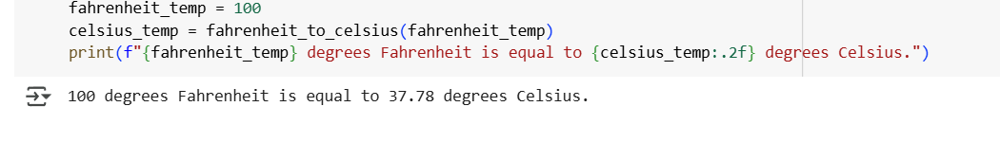 fahrenheit_temp = 100
celsius_temp = fahrenheit_to_celsius(fahrenheit_temp)
print(f"{fahrenheit_temp} degrees Fahrenheit is equal to {celsius_temp:.2f} degrees Celsius.")
100 degrees Fahrenheit is equal to 37.78 degrees Celsius.